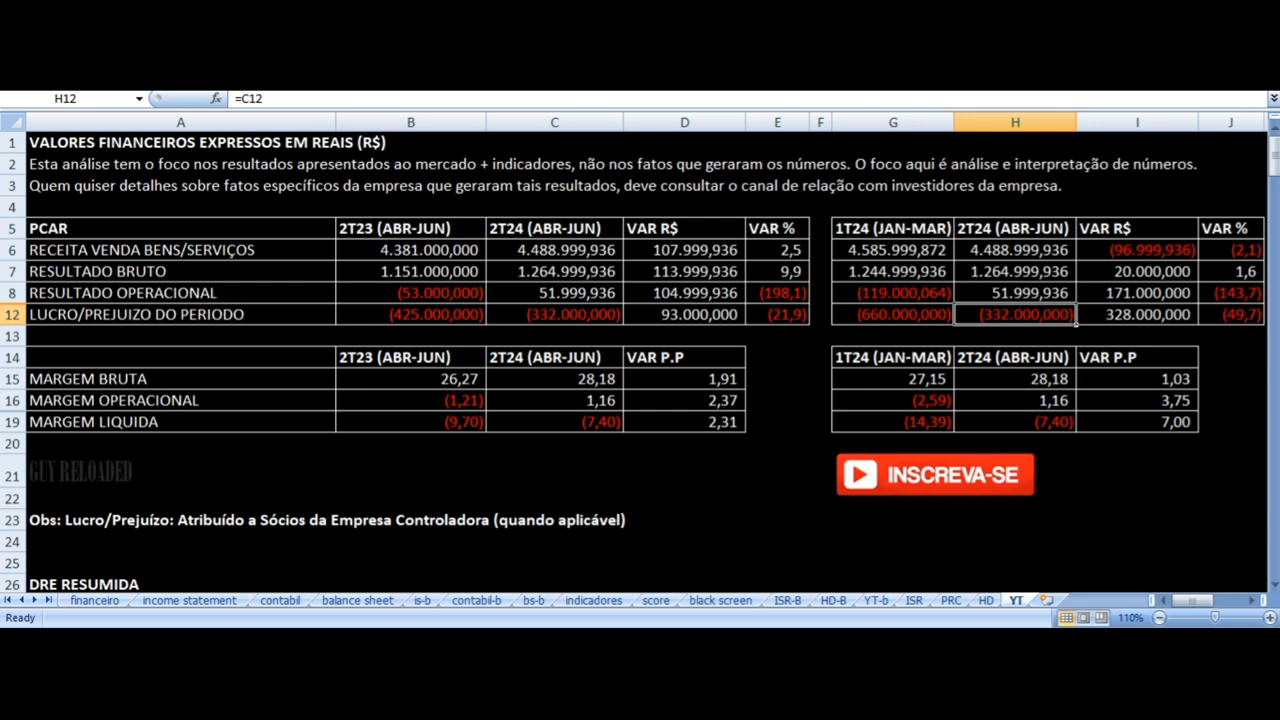 H12 fx =C12
A B C D E F G H I J
1 VALORES FINANCEIROS EXPRESSOS EM REAIS (R$)
2 Esta análise tem o foco nos resultados apresentados ao mercado + indicadores, não nos fatos que geraram os números. O foco aqui é análise e interpretação de números.
3 Quem quiser detalhes sobre fatos específicos da empresa que geraram tais resultados, deve consultar o canal de relação com investidores da empresa.
4
5 PCAR 2T23 (ABR-JUN) 2T24 (ABR-JUN) VAR R$ VAR % 1T24 (JAN-MAR) 2T24 (ABR-JUN) VAR R$ VAR %
6 RECEITA VENDA BENS/SERVIÇOS 4.381.000,000 4.488.999,936 107.999,936 2,5 4.585.999,872 4.488.999,936 (96.999,936) (2,1)
7 RESULTADO BRUTO 1.151.000,000 1.264.999,936 113.999,936 9,9 1.244.999,936 1.264.999,936 20.000,000 1,6
8 RESULTADO OPERACIONAL (53.000,000) 51.999,936 104.999,936 (198,1) (119.000,064) 51.999,936 171.000,000 (143,7)
12 LUCRO/PREJUIZO DO PERIODO (425.000,000) (332.000,000) 93.000,000 (21,9) (660.000,000) (332.000,000) 328.000,000 (49,7)
13
14 2T23 (ABR-JUN) 2T24 (ABR-JUN) VAR P.P 1T24 (JAN-MAR) 2T24 (ABR-JUN) VAR P.P
15 MARGEM BRUTA 26,27 28,18 1,91 27,15 28,18 1,03
16 MARGEM OPERACIONAL (1,21) 1,16 2,37 (2,59) 1,16 3,75
19 MARGEM LIQUIDA (9,70) (7,40) 2,31 (14,39) (7,40) 7,00
20
21 GUY RELOADED INSCREVA-SE
22
23 Obs: Lucro/Prejuízo: Atribuído a Sócios da Empresa Controladora (quando aplicável)
24
25
26 DRE RESUMIDA
financeiro income statement contabil balance sheet is-b contabil-b bs-b indicadores score black screen ISR-B HD-B YT-b ISR PRC HD YT
Ready 110%